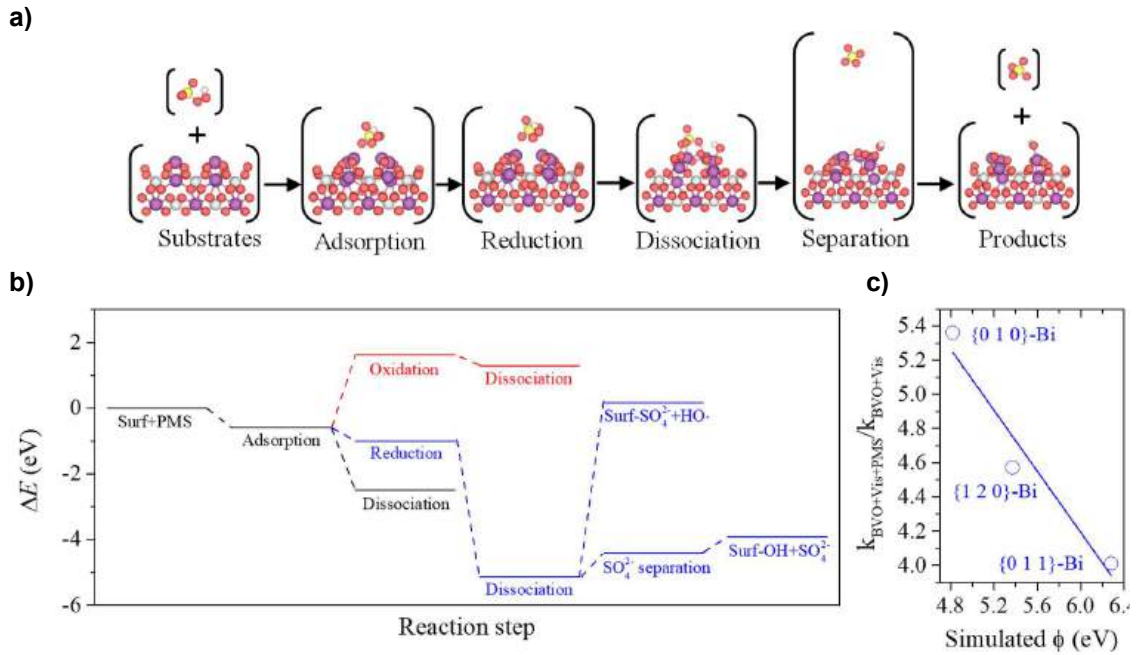 a)
+
+
Substrates
Adsorption
Reduction
Dissociation
Separation
Products
b)
2
0
-2
-4
-6
ΔE (eV)
Surf+PMS
Adsorption
Oxidation
Dissociation
Reduction
Dissociation
Dissociation
Surf-SO₄²⁻+HO·
SO₄²⁻ separation
Surf-OH+SO₄²⁻
Reaction step
c)
5.4
5.2
5.0
4.8
4.6
4.4
4.2
4.0
k_BVO+Vis+PMS/k_BVO+Vis
{0 1 0}-Bi
{1 2 0}-Bi
{0 1 1}-Bi
4.8 5.2 5.6 6.0 6.4
Simulated ϕ (eV)